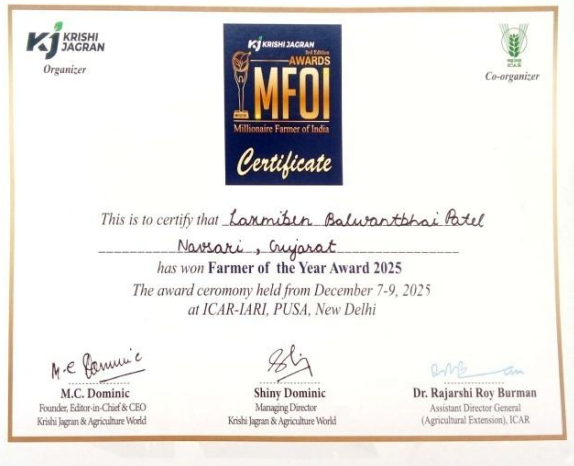 KJ KRISHI JAGRAN
Organizer
KJ KRISHI JAGRAN
3rd Edition
AWARDS
MFOI
Millionaire Farmer of India
Certificate
ICAR
Co-organizer
This is to certify that Laxmiben Balwantbhai Patel
Navsari, Gujarat
has won Farmer of the Year Award 2025
The award ceremony held from December 7-9, 2025
at ICAR-IARI, PUSA, New Delhi
M.C. Dominic
M.C. Dominic
Founder, Editor-in-Chief & CEO
Krishi Jagran & Agriculture World
Shiny Dominic
Managing Director
Krishi Jagran & Agriculture World
Dr. Rajarshi Roy Burman
Assistant Director General
(Agricultural Extension), ICAR